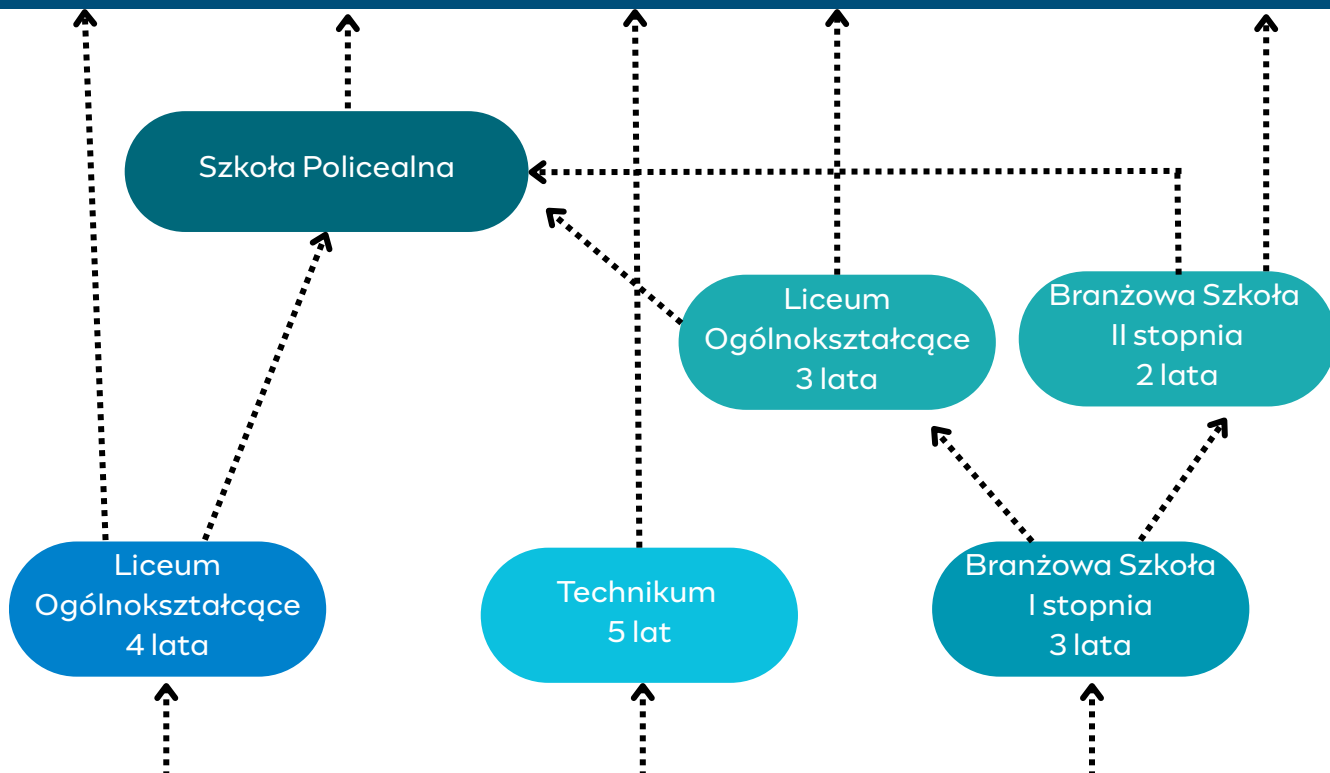 Szkoła Policealna
Liceum
Ogólnokształcące
3 lata
Branżowa Szkoła
II stopnia
2 lata
Liceum
Ogólnokształcące
4 lata
Technikum
5 lat
Branżowa Szkoła
I stopnia
3 lata